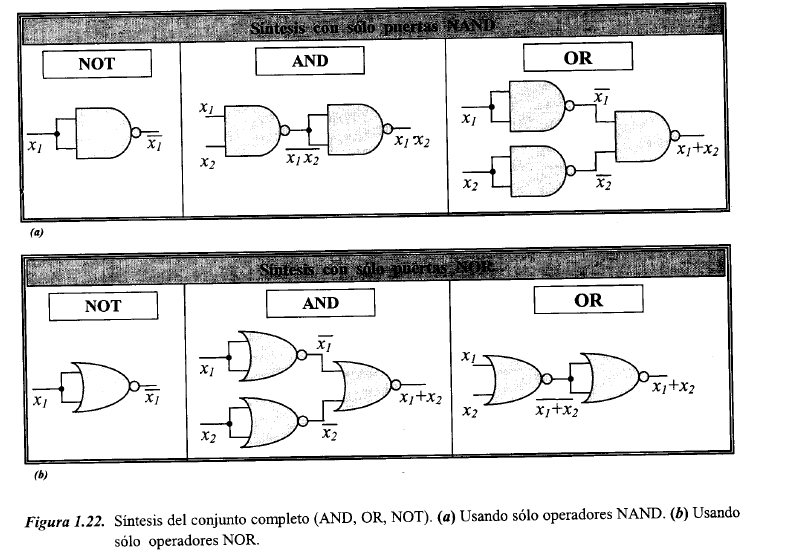 Síntesis con sólo puertas NAND
NOT
AND
OR
x1
x̅1̅
x1
x2
x̅1̅ ̅x̅2̅
x1·x2
x1
x̅1̅
x2
x̅2̅
x1+x2
(a)
Síntesis con sólo puertas NOR
NOT
AND
OR
x1
x̅1̅
x1
x̅1̅
x2
x̅2̅
x1+x2
x1
x2
x̅1̅+̅x̅2̅
x1+x2
(b)
Figura 1.22. Síntesis del conjunto completo (AND, OR, NOT). (a) Usando sólo operadores NAND. (b) Usando
sólo operadores NOR.